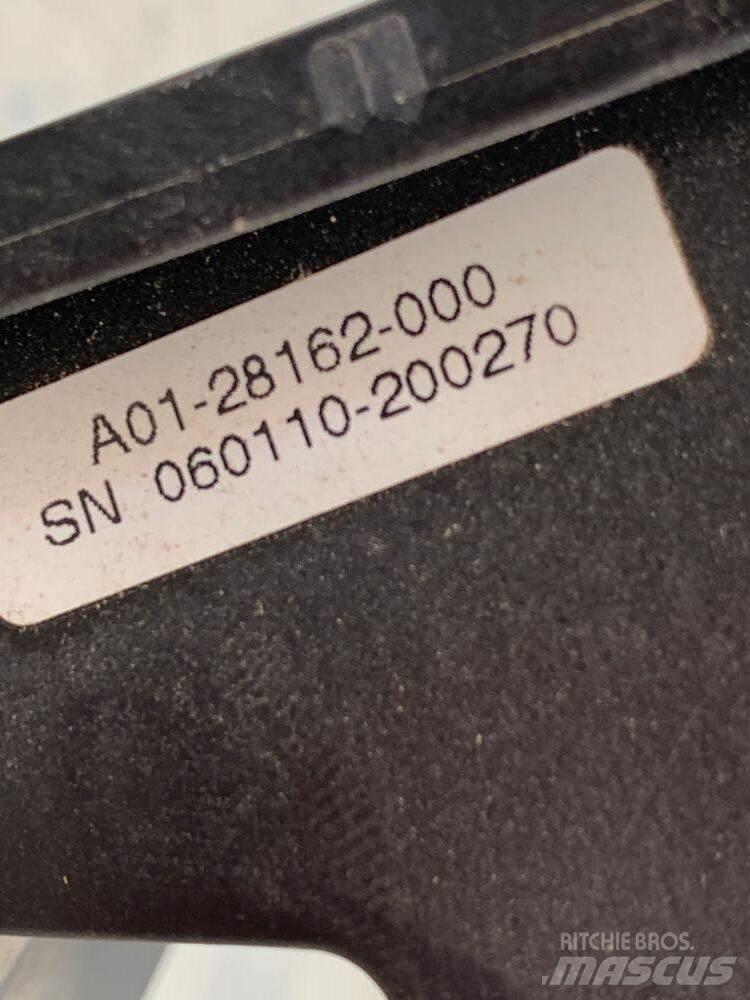 A01-28162-000
SN 060110-200270
RITCHIE BROS.
MASCUS